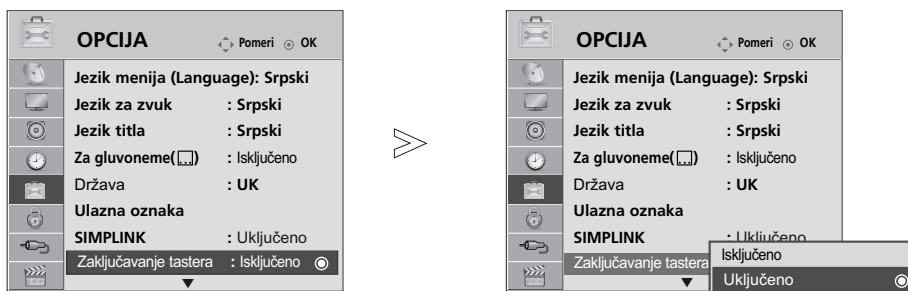 OPCIJA Pomeri OK
Jezik menija (Language): Srpski
Jezik za zvuk : Srpski
Jezik titla : Srpski
Za gluvoneme( ) : Isključeno
Država : UK
Ulazna oznaka
SIMPLINK : Uključeno
Zaključavanje tastera : Isključeno
OPCIJA Pomeri OK
Jezik menija (Language): Srpski
Jezik za zvuk : Srpski
Jezik titla : Srpski
Za gluvoneme( ) : Isključeno
Država : UK
Ulazna oznaka
SIMPLINK : Uključeno
Zaključavanje tastera
Isključeno
Uključeno